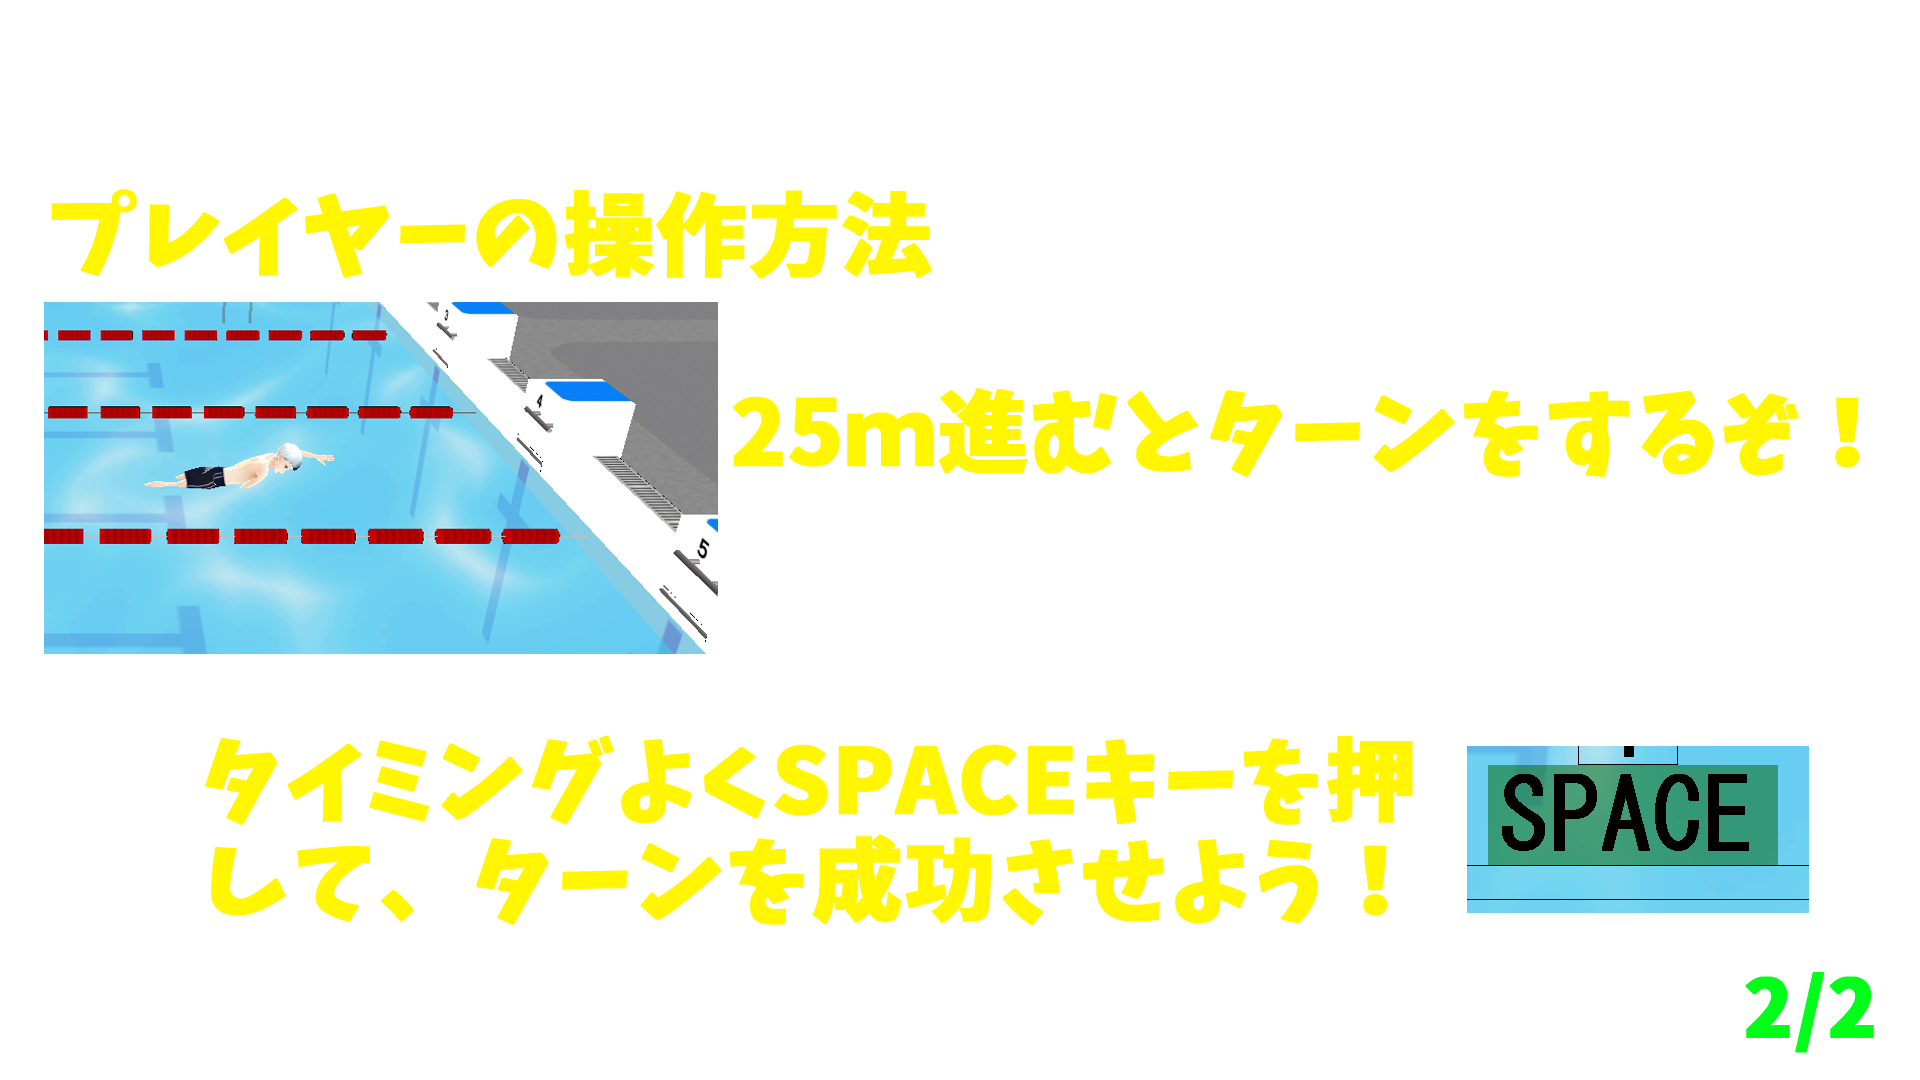 プレイヤーの操作方法
3
4
5
25m進むとターンをするぞ！
タイミングよくSPACEキーを押
して、ターンを成功させよう！
SPACE
2/2